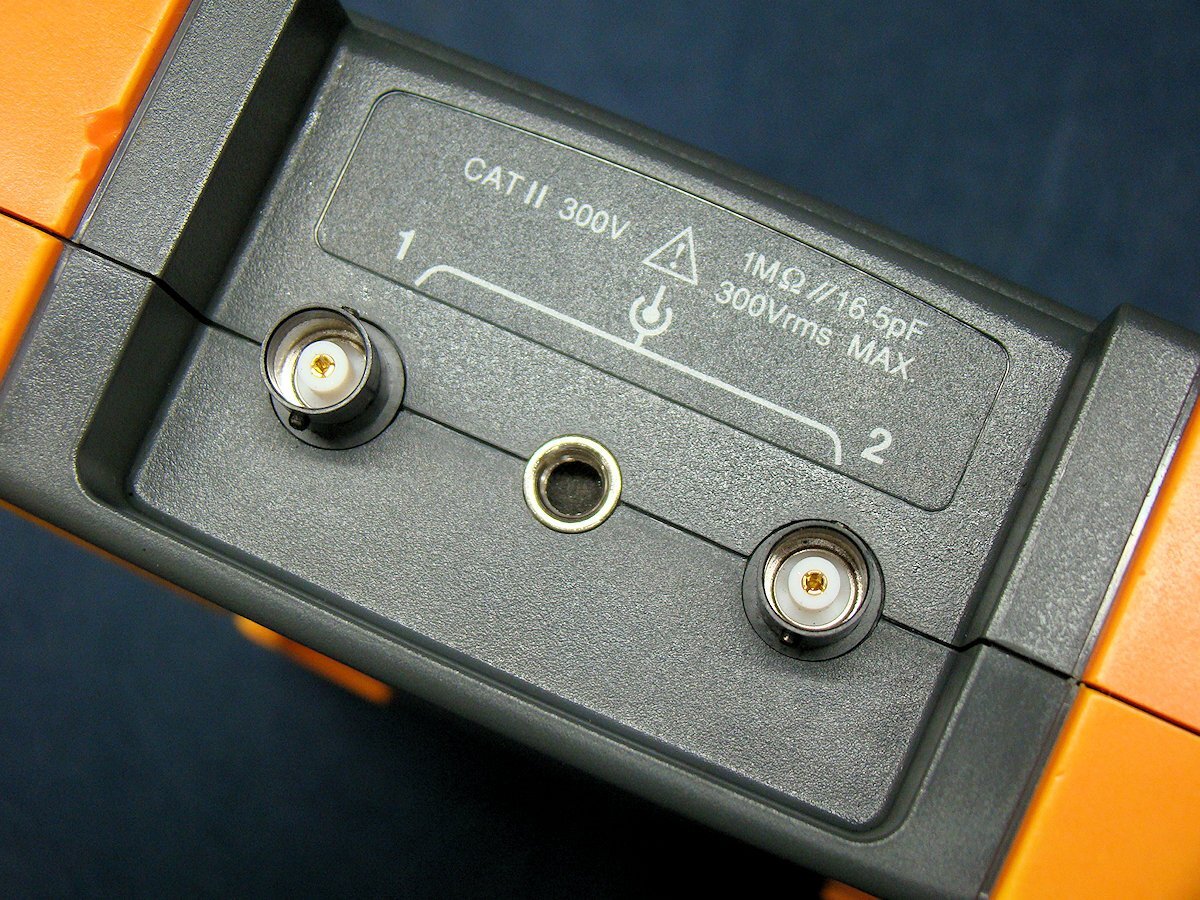 CAT II 300V
1MΩ//16.5pF
300Vrms MAX.
1
2